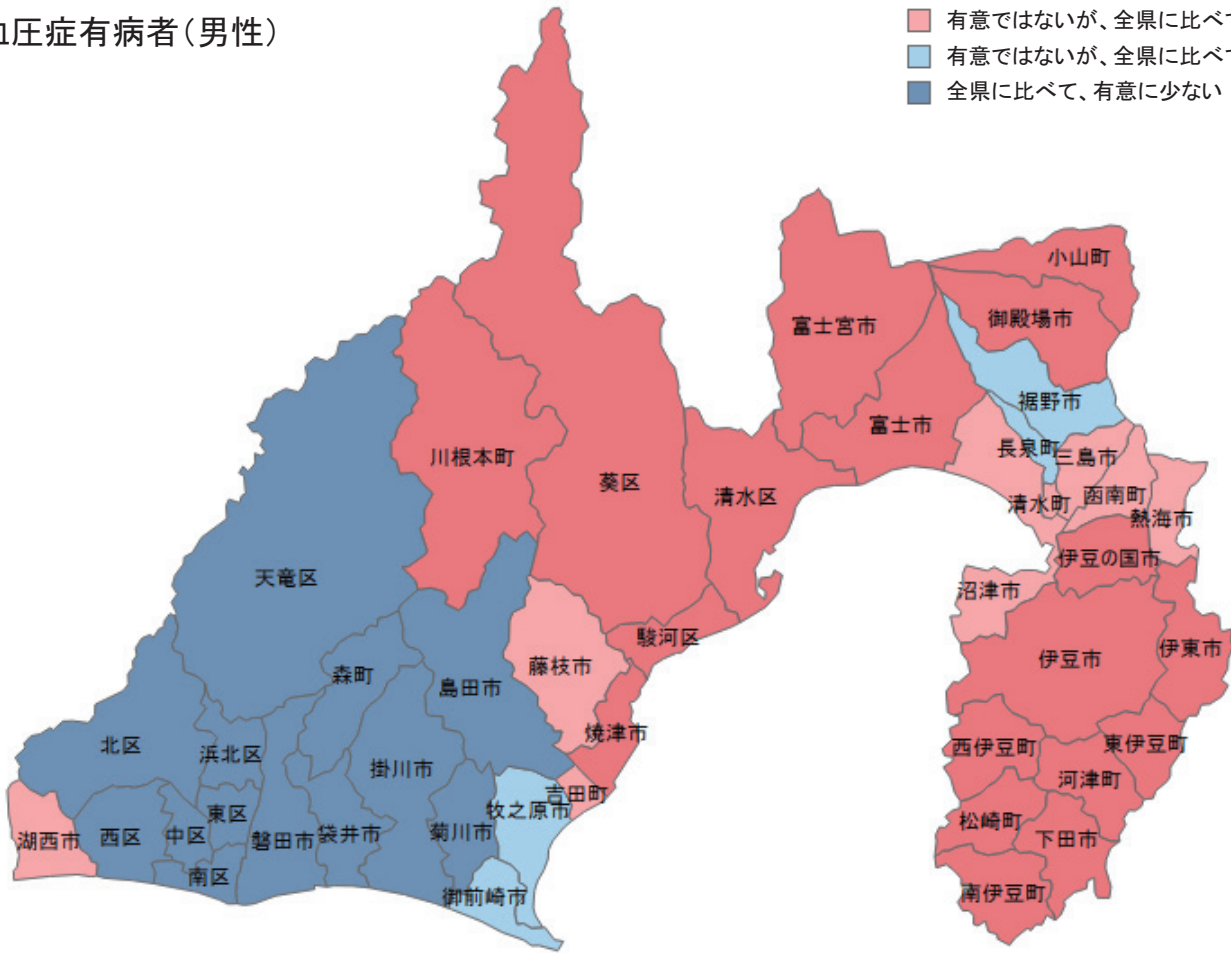 圧症有病者（男性）
有意ではないが、全県に比べて
有意ではないが、全県に比べて
全県に比べて、有意に少ない
小山町
御殿場市
富士宮市
裾野市
富士市
長泉町
三島市
川根本町
葵区
清水区
清水町
函南町
熱海市
伊豆の国市
天竜区
沼津市
駿河区
伊豆市
伊東市
藤枝市
森町
島田市
焼津市
北区
浜北区
掛川市
西伊豆町
東伊豆町
河津町
吉田町
牧之原市
東区
湖西市
西区
中区
磐田市
袋井市
菊川市
松崎町
下田市
南区
御前崎市
南伊豆町